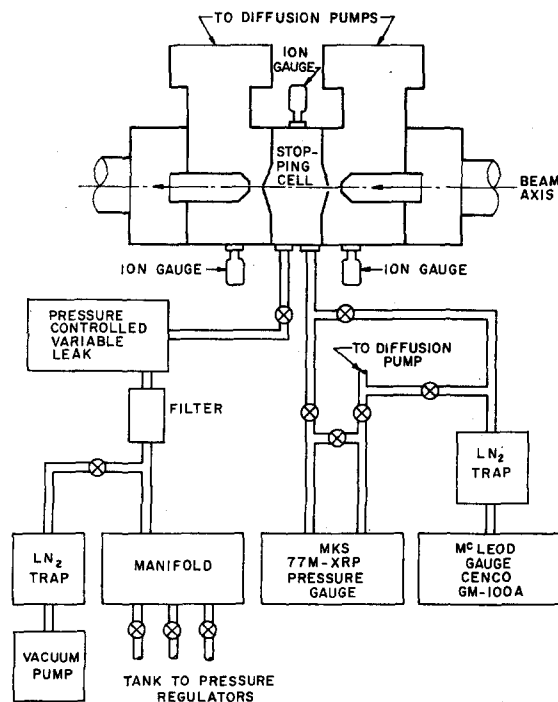 TO DIFFUSION PUMPS
ION
GAUGE
STOP-
PING
CELL
BEAM
AXIS
ION GAUGE
ION GAUGE
PRESSURE
CONTROLLED
VARIABLE
LEAK
TO DIFFUSION
PUMP
FILTER
LN2
TRAP
LN2
TRAP
MANIFOLD
MKS
77M-XRP
PRESSURE
GAUGE
McLEOD
GAUGE
CENCO
GM-100A
VACUUM
PUMP
TANK TO PRESSURE
REGULATORS